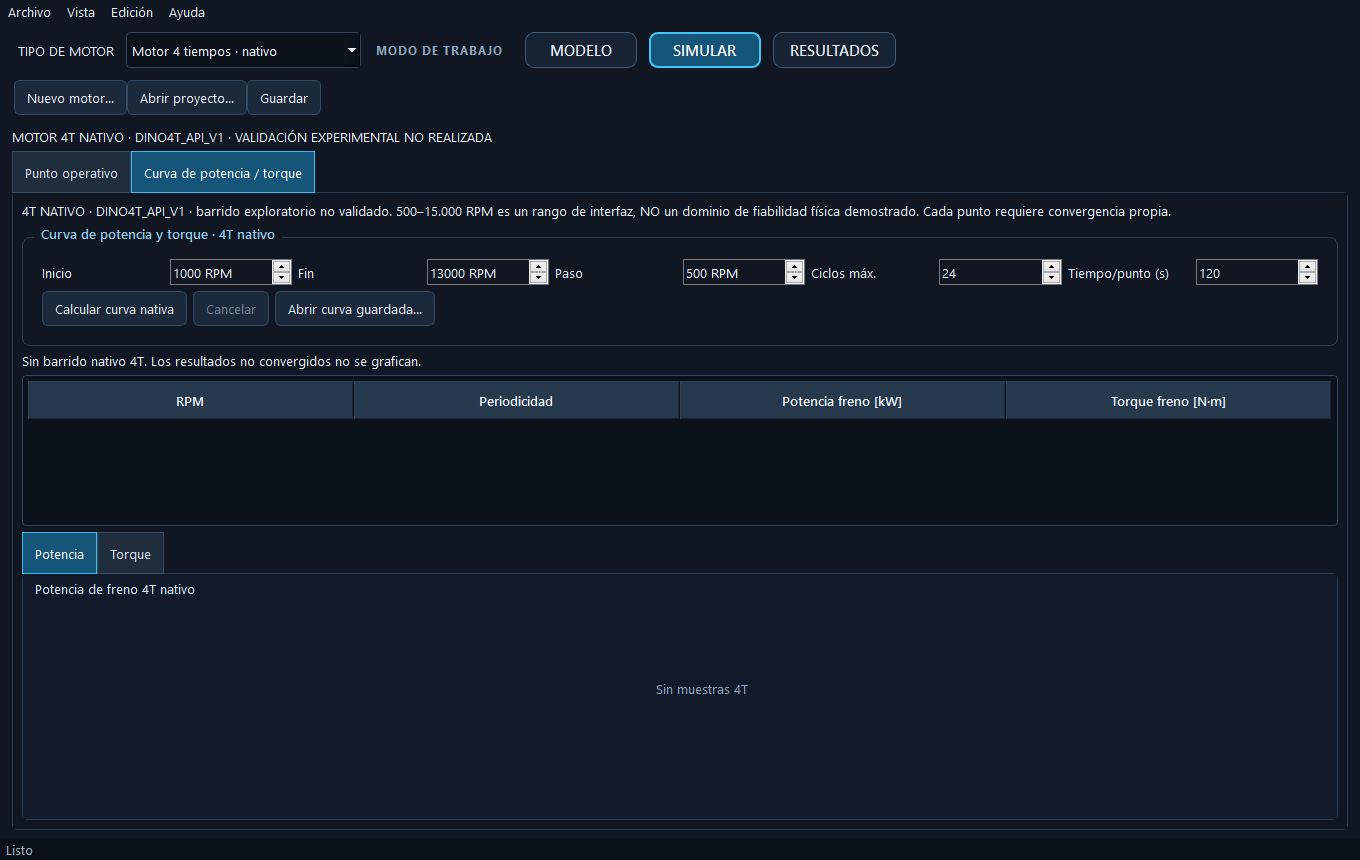 Archivo Vista Edición Ayuda
TIPO DE MOTOR Motor 4 tiempos · nativo MODO DE TRABAJO MODELO SIMULAR RESULTADOS
Nuevo motor... Abrir proyecto... Guardar
MOTOR 4T NATIVO · DINO4T_API_V1 · VALIDACIÓN EXPERIMENTAL NO REALIZADA
Punto operativo Curva de potencia / torque
4T NATIVO · DINO4T_API_V1 · barrido exploratorio no validado. 500–15.000 RPM es un rango de interfaz, NO un dominio de fiabilidad física demostrado. Cada punto requiere convergencia propia.
Curva de potencia y torque · 4T nativo
Inicio 1000 RPM Fin 13000 RPM Paso 500 RPM Ciclos máx. 24 Tiempo/punto (s) 120
Calcular curva nativa Cancelar Abrir curva guardada...
Sin barrido nativo 4T. Los resultados no convergidos no se grafican.
RPM Periodicidad Potencia freno [kW] Torque freno [N·m]
Potencia Torque
Potencia de freno 4T nativo
Sin muestras 4T
Listo